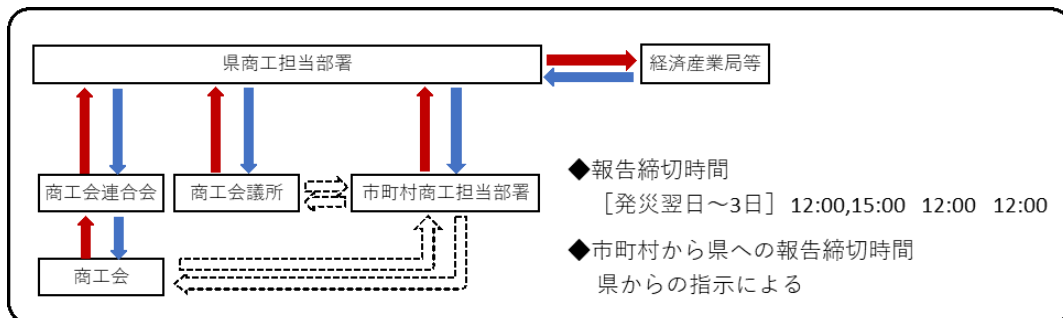 県商工担当部署
経済産業局等
商工会連合会
商工会議所
市町村商工担当部署
商工会
◆報告締切時間
［発災翌日～3日］ 12:00,15:00 12:00 12:00
◆市町村から県への報告締切時間
県からの指示による